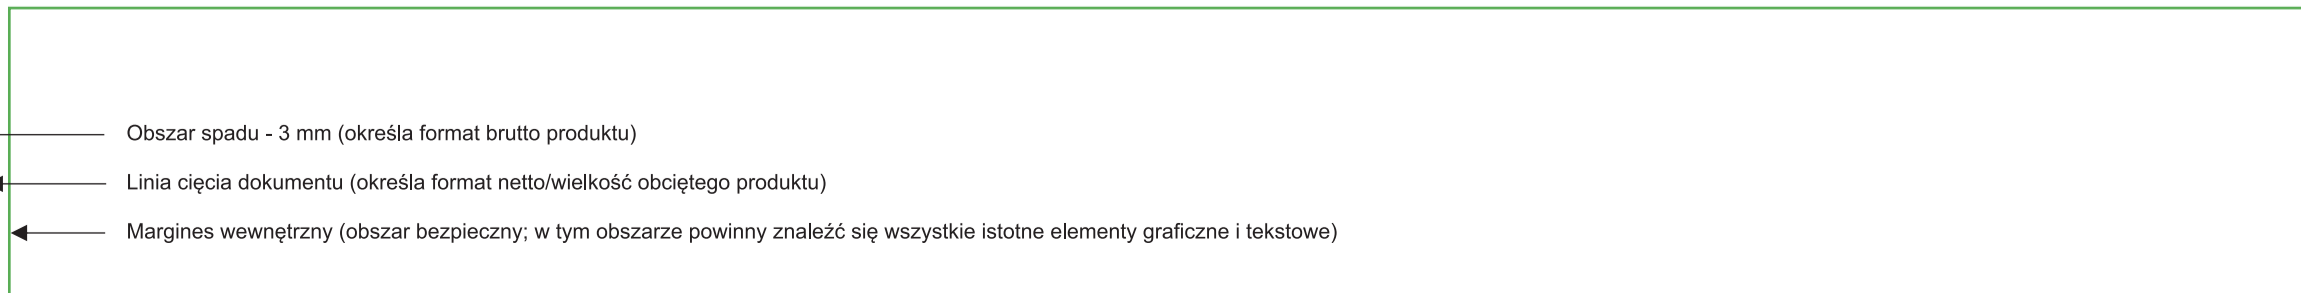 Obszar spadu - 3 mm (określa format brutto produktu)
Linia cięcia dokumentu (określa format netto/wielkość obciętego produktu)
Margines wewnętrzny (obszar bezpieczny; w tym obszarze powinny znaleźć się wszystkie istotne elementy graficzne i tekstowe)